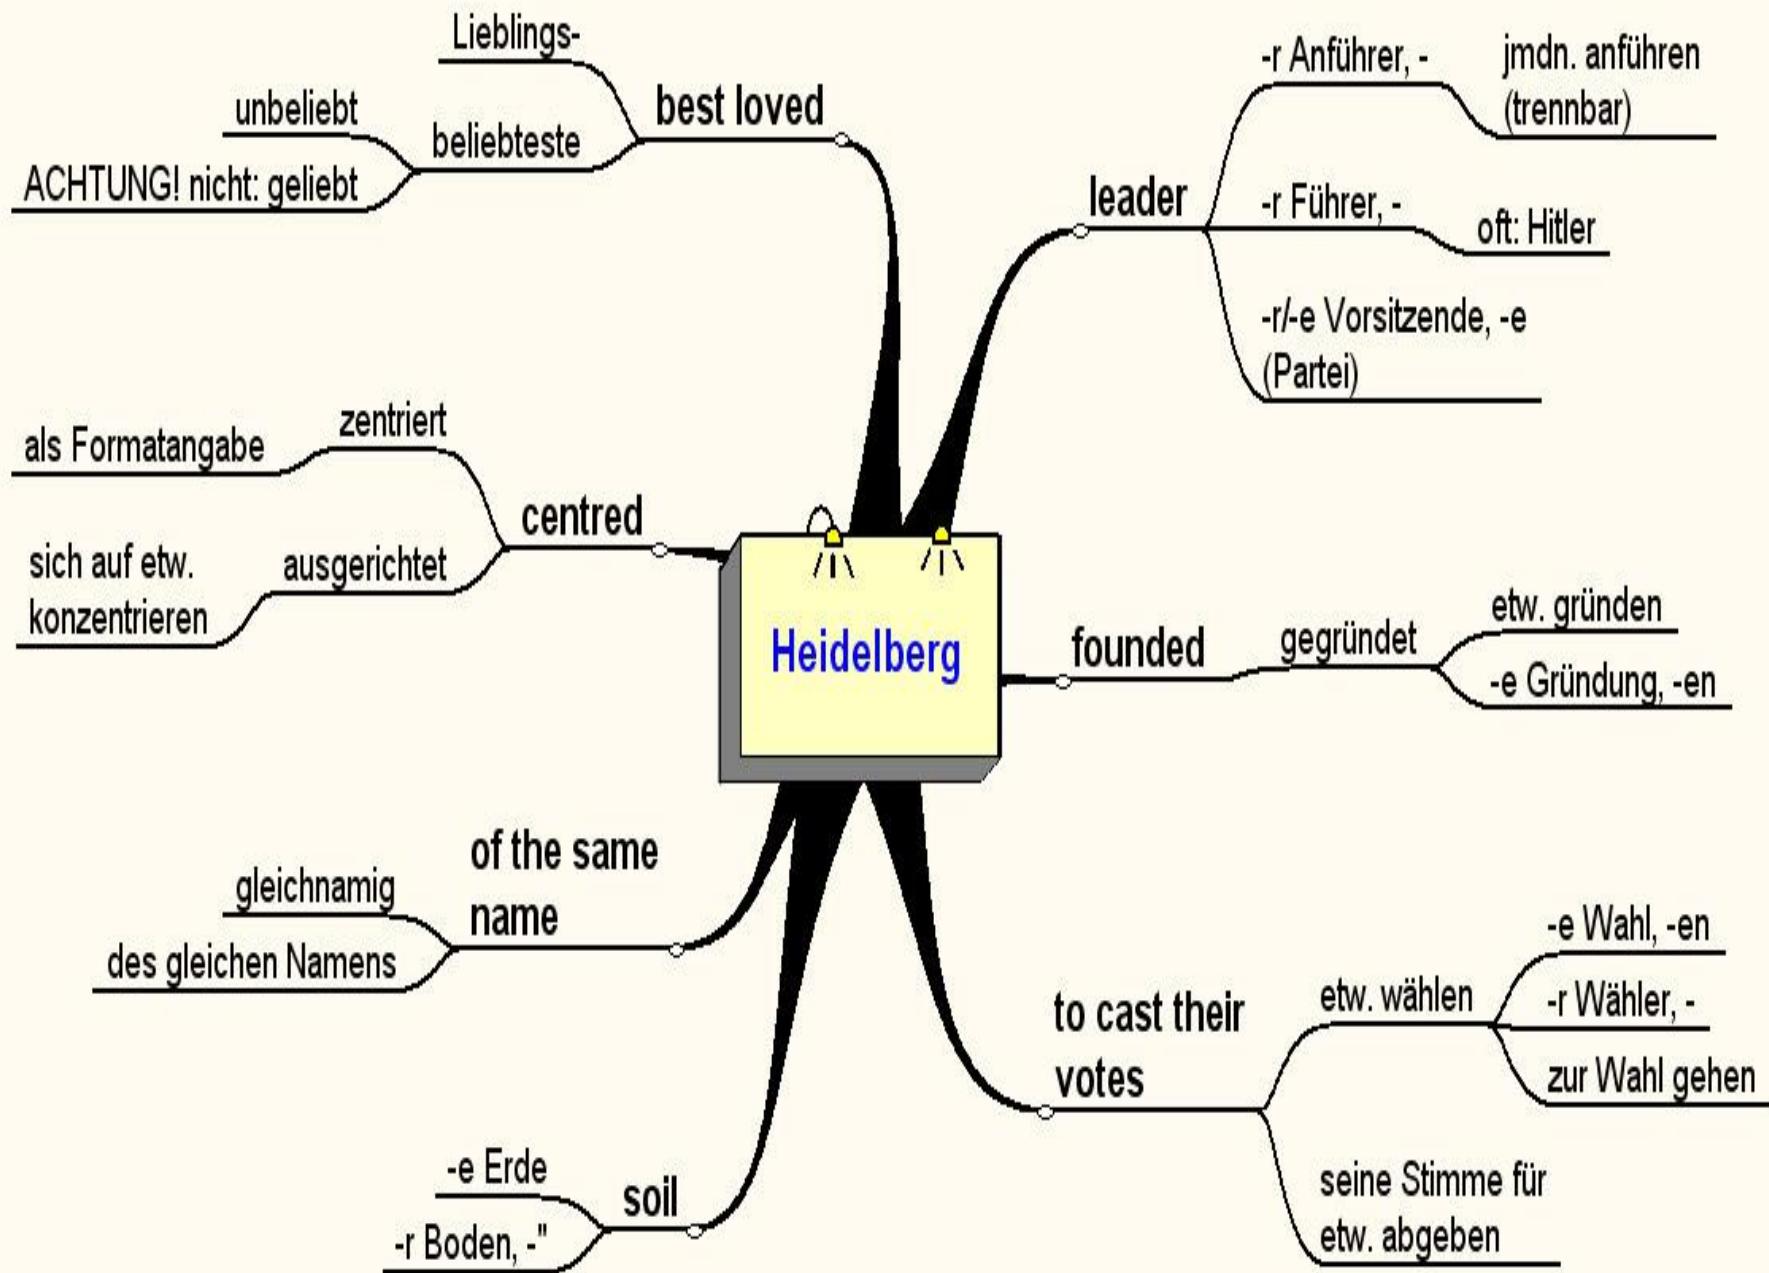 Heidelberg
best loved
Lieblings-
beliebteste
unbeliebt
ACHTUNG! nicht: geliebt
leader
-r Anführer, -
jmdn. anführen
(trennbar)
-r Führer, -
oft: Hitler
-r/-e Vorsitzende, -e
(Partei)
centred
zentriert
als Formatangabe
ausgerichtet
sich auf etw.
konzentrieren
founded
gegründet
etw. gründen
-e Gründung, -en
of the same
name
gleichnamig
des gleichen Namens
to cast their
votes
etw. wählen
-e Wahl, -en
-r Wähler, -
zur Wahl gehen
seine Stimme für
etw. abgeben
soil
-e Erde
-r Boden, -"